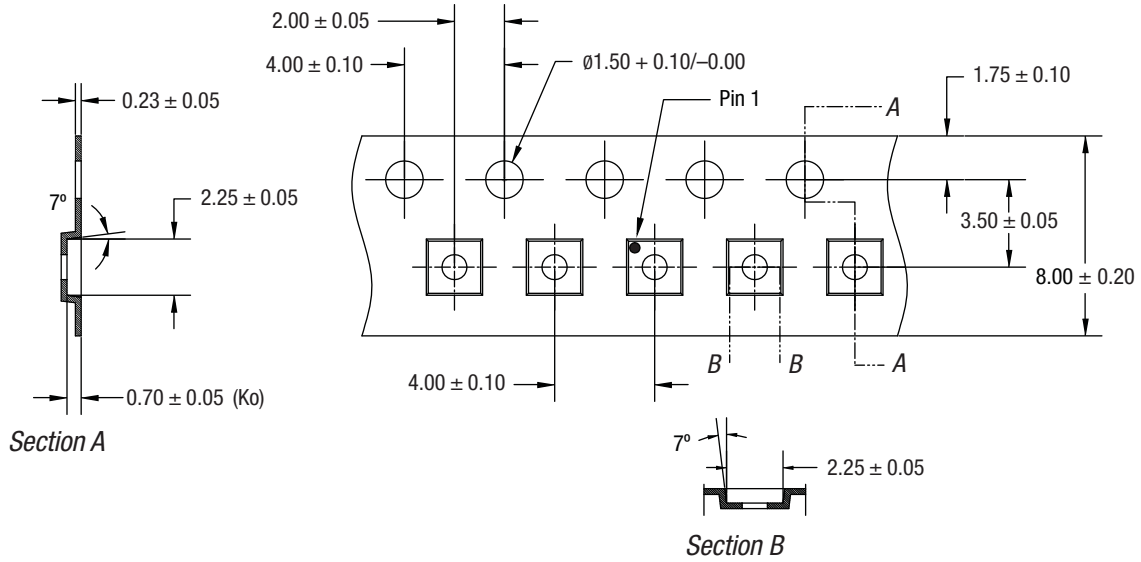 2.00 ± 0.05
4.00 ± 0.10
ø1.50 + 0.10/–0.00
1.75 ± 0.10
0.23 ± 0.05
Pin 1
A
7º
2.25 ± 0.05
3.50 ± 0.05
8.00 ± 0.20
B
B
A
4.00 ± 0.10
0.70 ± 0.05 (Ko)
Section A
7º
2.25 ± 0.05
Section B